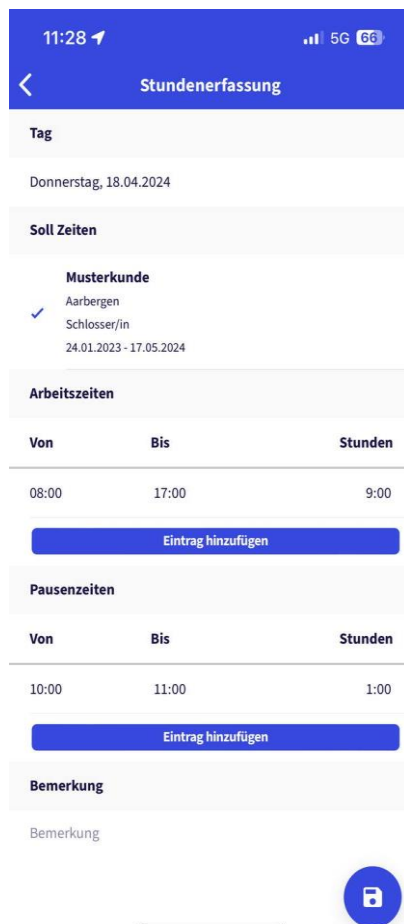 11:28 5G 66
Stundenerfassung
Tag
Donnerstag, 18.04.2024
Soll Zeiten
Musterkunde
Aarbergen
Schlosser/in
24.01.2023 - 17.05.2024
Arbeitszeiten
Von Bis Stunden
08:00 17:00 9:00
Eintrag hinzufügen
Pausenzeiten
Von Bis Stunden
10:00 11:00 1:00
Eintrag hinzufügen
Bemerkung
Bemerkung